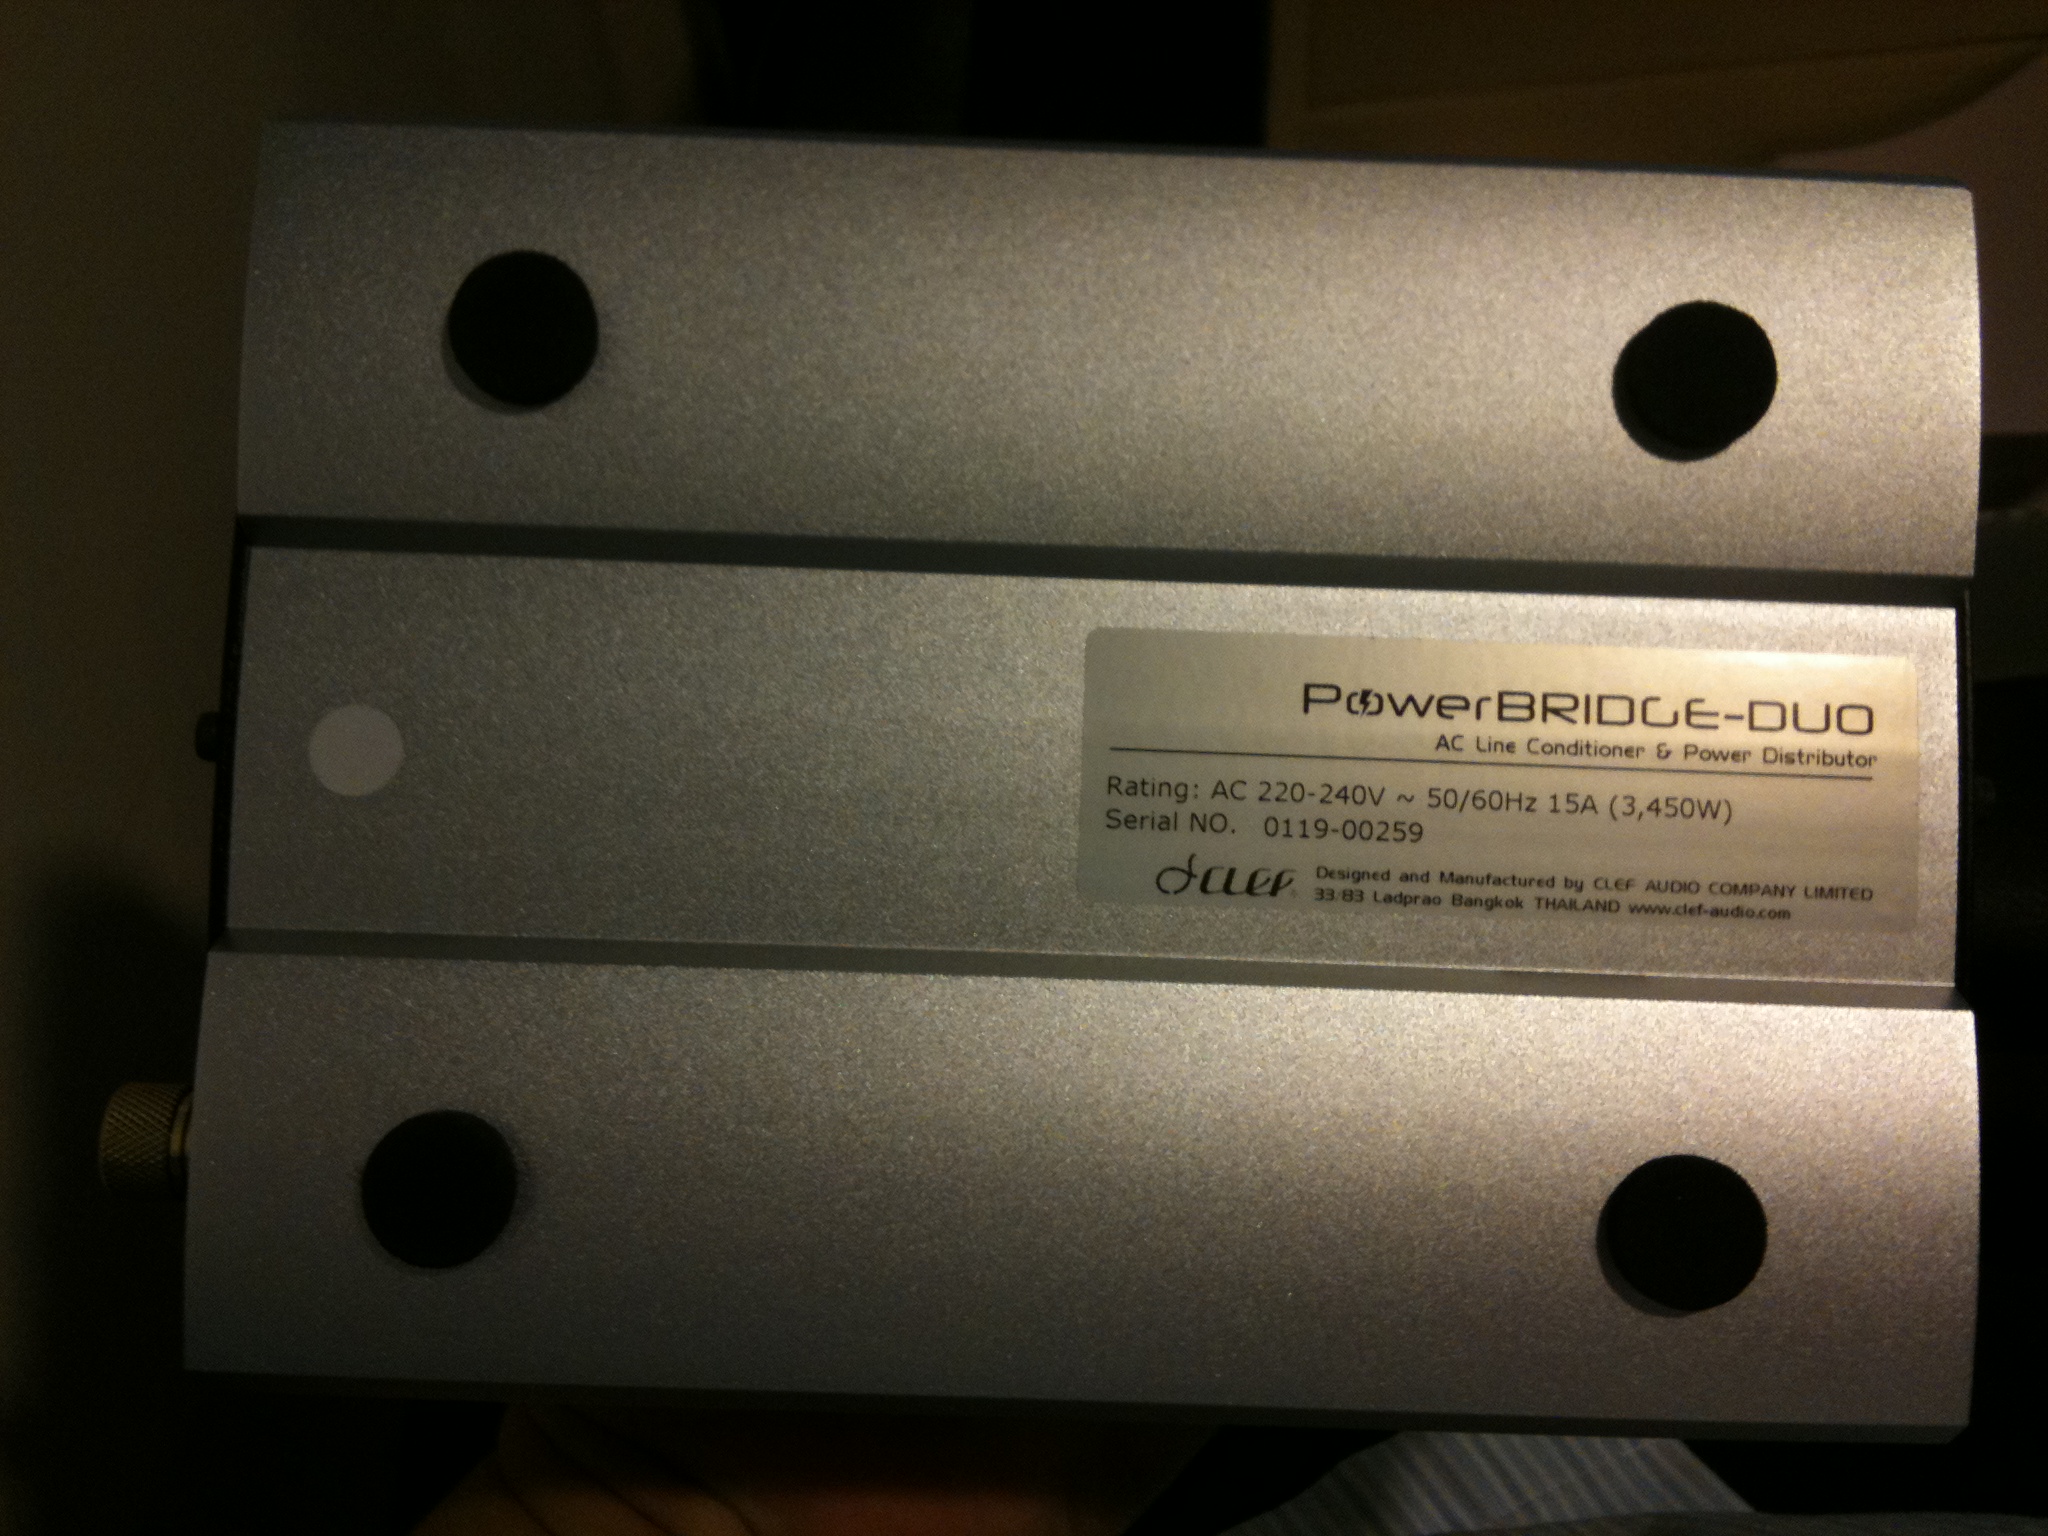 PowerBRIDGE-DUO
AC Line Conditioner & Power Distributor
Rating: AC 220-240V ~ 50/60Hz 15A (3,450W)
Serial NO. 0119-00259
CLEF Designed and Manufactured by CLEF AUDIO COMPANY LIMITED
33/83 Ladprao Bangkok THAILAND www.clef-audio.com